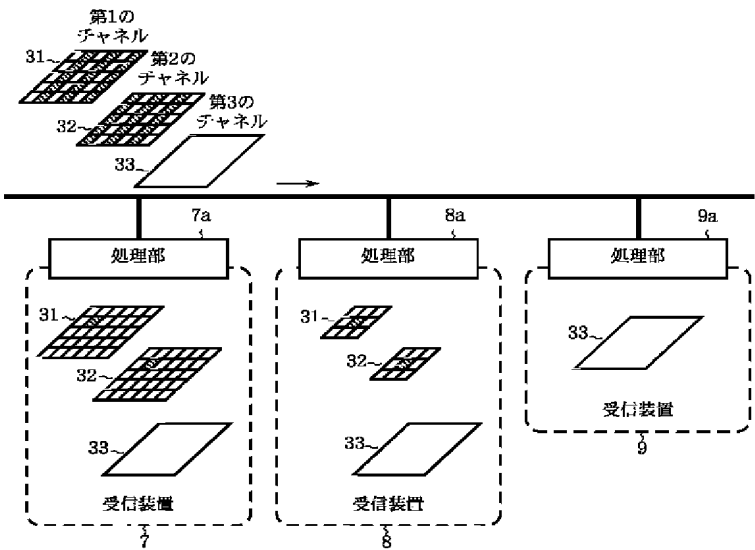 第1の
チャネル
31
第2の
チャネル
32
第3の
チャネル
33
7a
処理部
8a
処理部
9a
処理部
31
32
33
受信装置
7
31
32
33
受信装置
8
33
受信装置
9